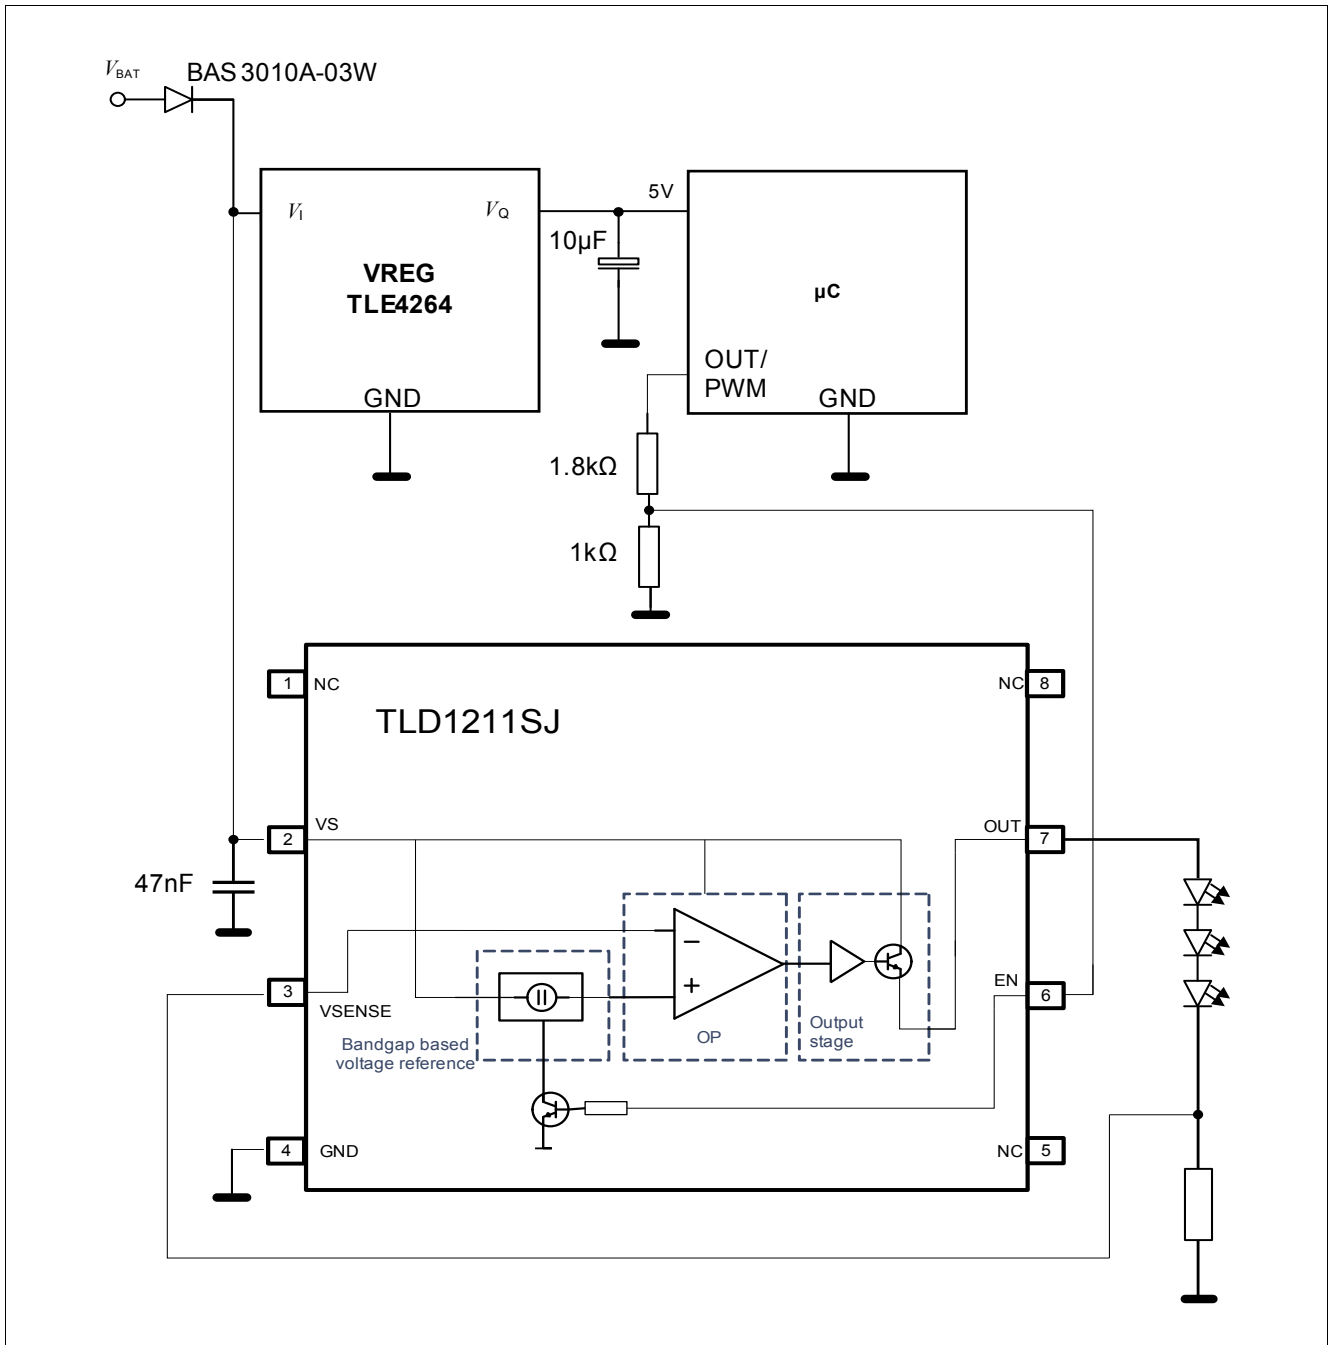 VBAT
BAS 3010A-03W
VI
VQ
VREG
TLE4264
GND
5V
10µF
µC
OUT/
PWM
GND
1.8kΩ
1kΩ
1
NC
NC
8
TLD1211SJ
2
VS
OUT
7
47nF
3
VSENSE
EN
6
−
+
OP
Output
stage
Bandgap based
voltage reference
4
GND
NC
5